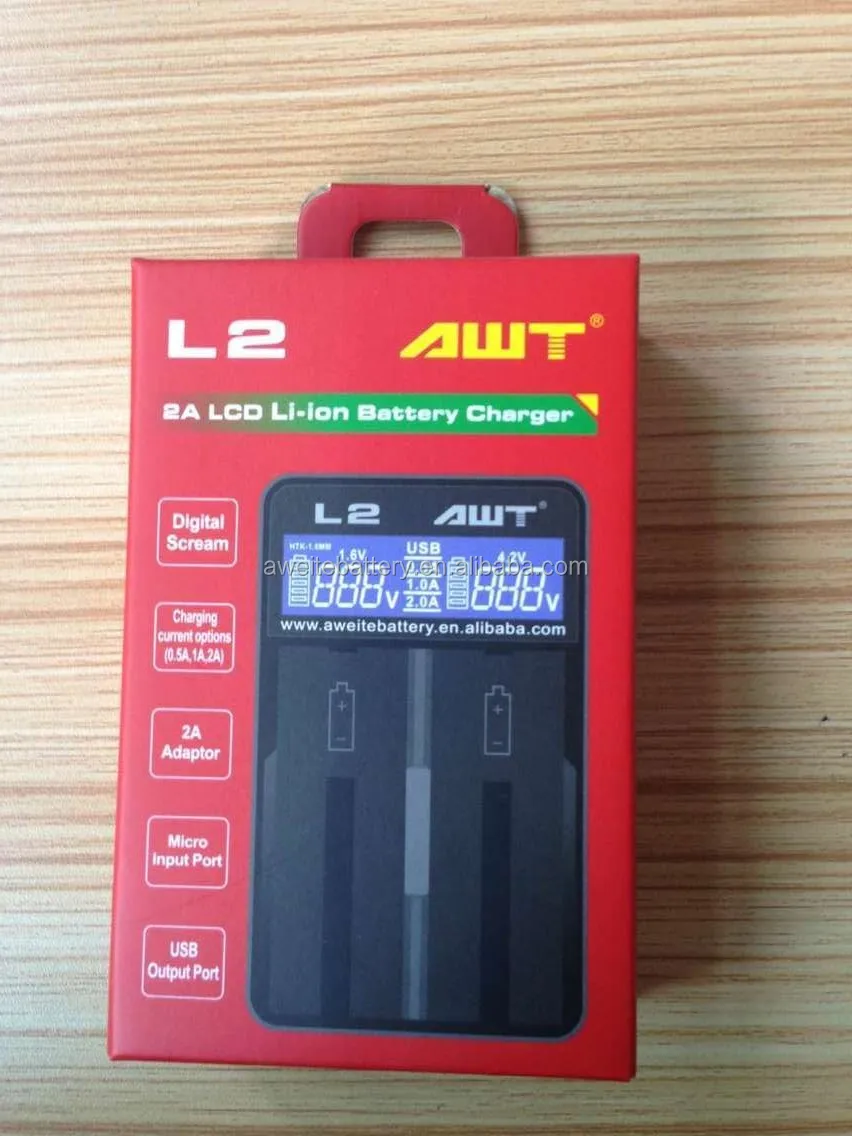 L2 AWT®
2A LCD Li-ion Battery Charger
Digital
Scream
Charging
current options
(0.5A,1A,2A)
2A
Adaptor
Micro
input Port
USB
Output Port
L2 AWT®
1.6V USB 4.2V
888V 1.0A 888V
2.0A
www.aweitebattery.en.alibaba.com
+ +
- -
aweitebattery.en.alibaba.com